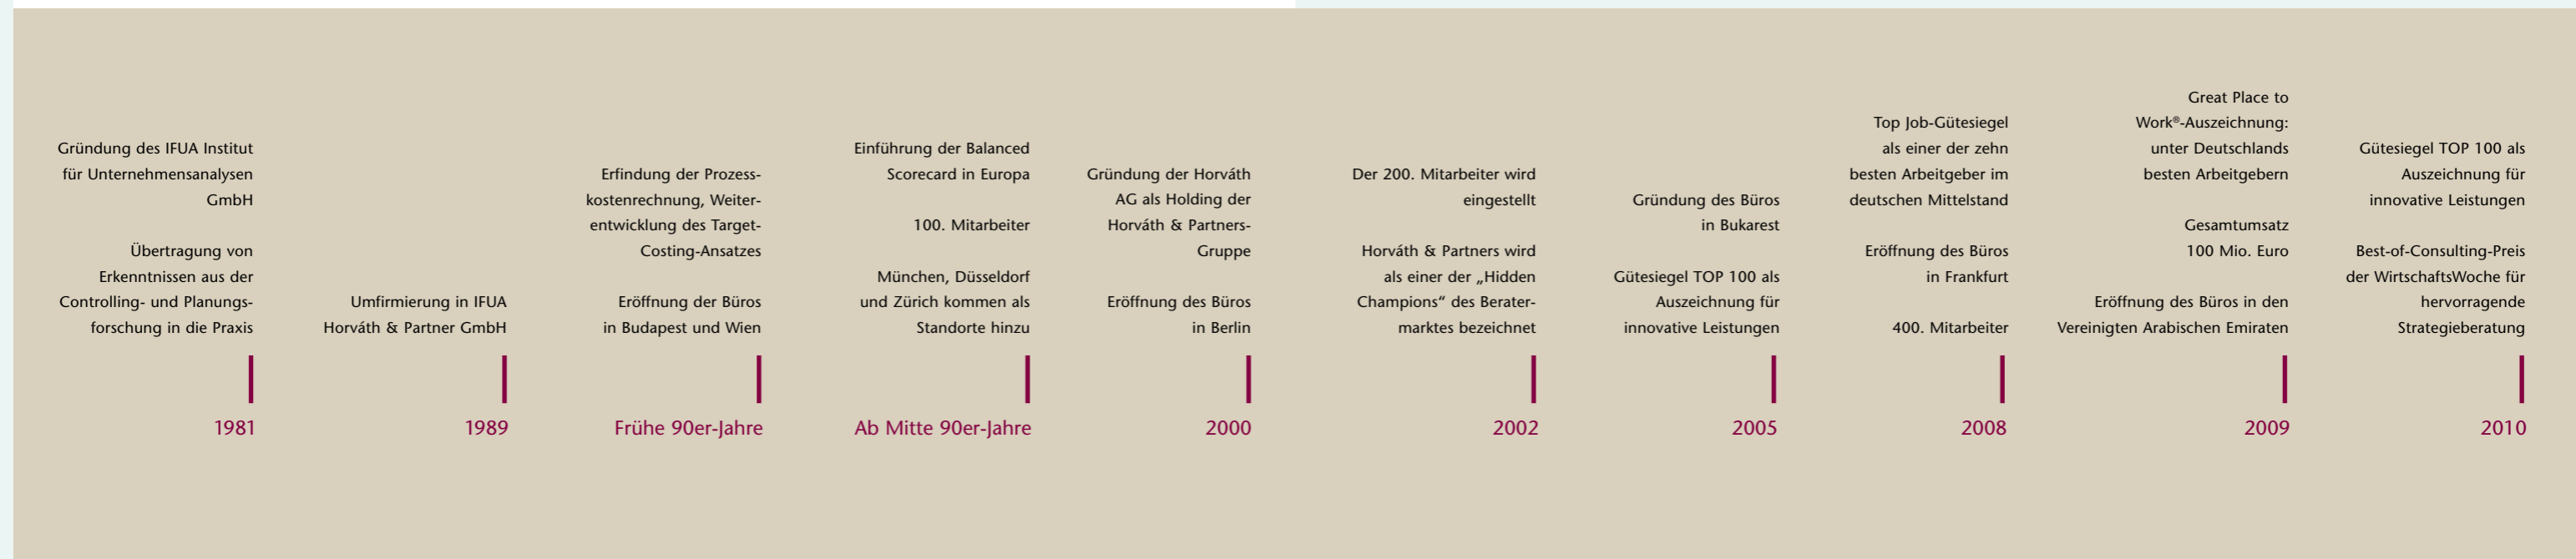 Gründung des IFUA Institut
für Unternehmensanalysen
GmbH
Übertragung von
Erkenntnissen aus der
Controlling- und Planungs-
forschung in die Praxis
1981
Umfirmierung in IFUA
Horváth & Partner GmbH
1989
Erfindung der Prozess-
kostenrechnung, Weiter-
entwicklung des Target-
Costing-Ansatzes
Eröffnung der Büros
in Budapest und Wien
Frühe 90er-Jahre
Einführung der Balanced
Scorecard in Europa
100. Mitarbeiter
München, Düsseldorf
und Zürich kommen als
Standorte hinzu
Ab Mitte 90er-Jahre
Gründung der Horváth
AG als Holding der
Horváth & Partners-
Gruppe
Eröffnung des Büros
in Berlin
2000
Der 200. Mitarbeiter wird
eingestellt
Horváth & Partners wird
als einer der „Hidden
Champions“ des Berater-
marktes bezeichnet
2002
Gründung des Büros
in Bukarest
Gütesiegel TOP 100 als
Auszeichnung für
innovative Leistungen
2005
Top Job-Gütesiegel
als einer der zehn
besten Arbeitgeber im
deutschen Mittelstand
Eröffnung des Büros
in Frankfurt
400. Mitarbeiter
2008
Great Place to
Work®-Auszeichnung:
unter Deutschlands
besten Arbeitgebern
Gesamtumsatz
100 Mio. Euro
Eröffnung des Büros in den
Vereinigten Arabischen Emiraten
2009
Gütesiegel TOP 100 als
Auszeichnung für
innovative Leistungen
Best-of-Consulting-Preis
der WirtschaftsWoche für
hervorragende
Strategieberatung
2010